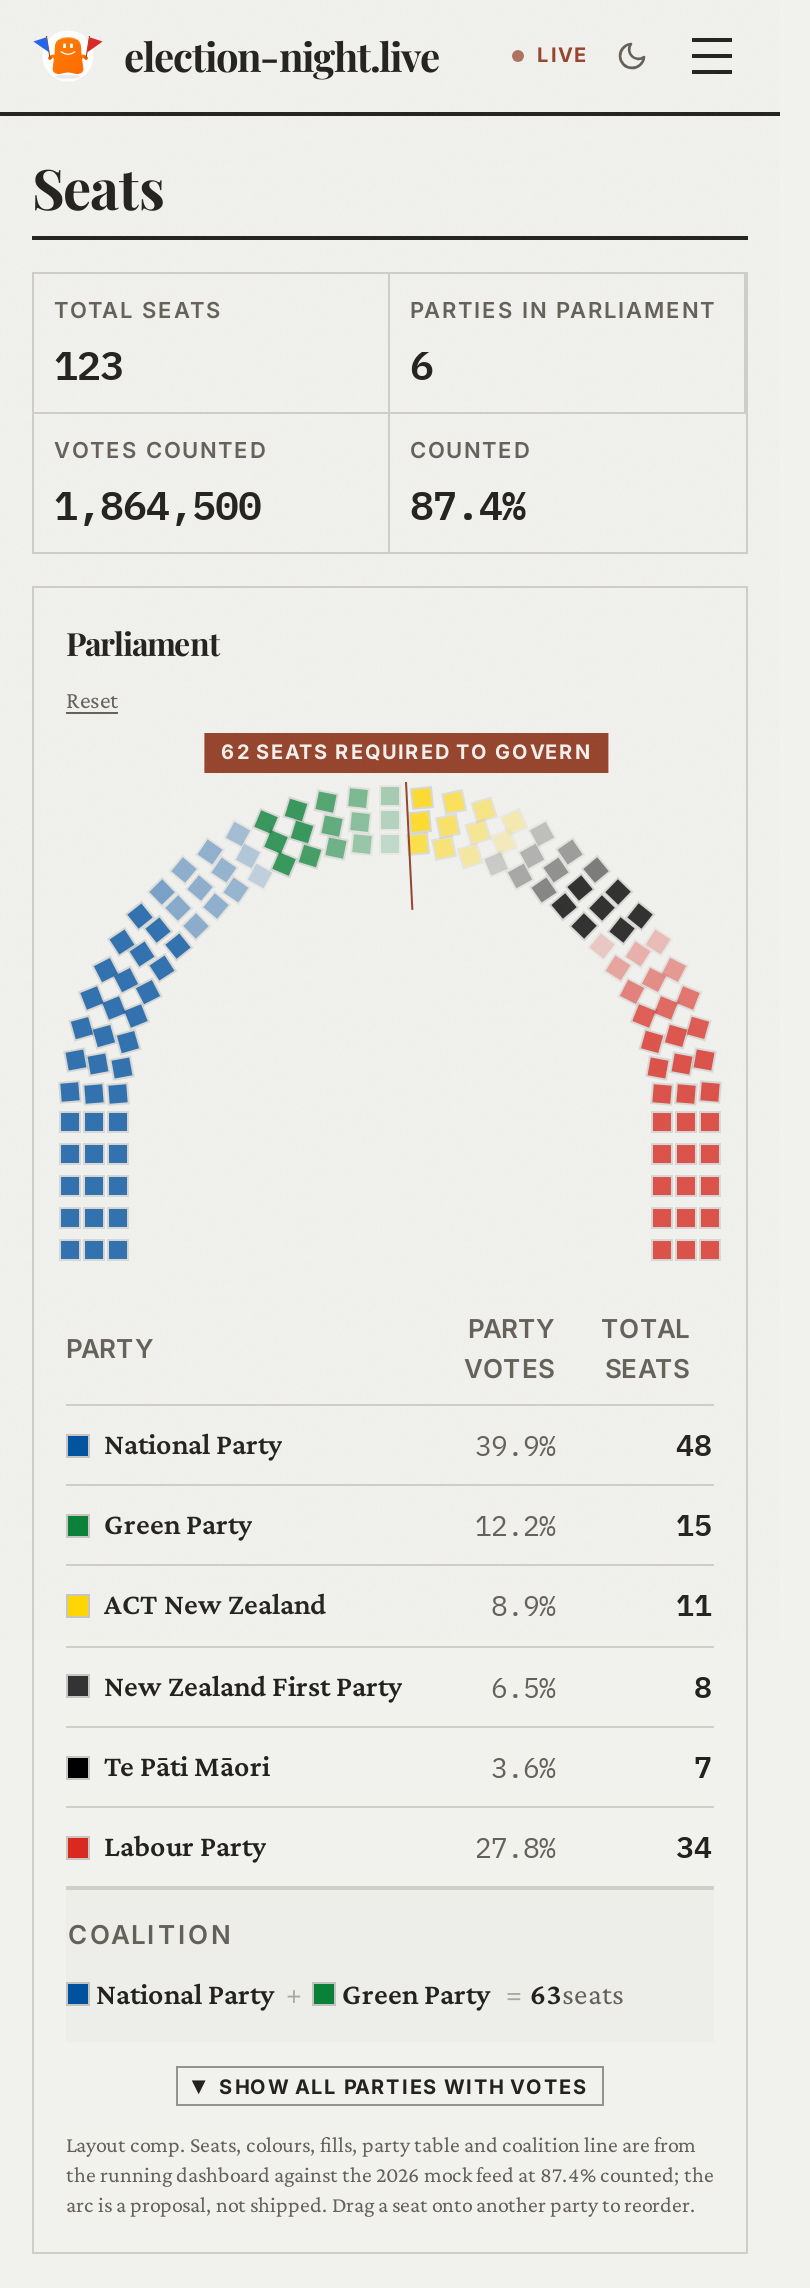 election-night.live
LIVE
Seats
TOTAL SEATS
123
PARTIES IN PARLIAMENT
6
VOTES COUNTED
1,864,500
COUNTED
87.4%
Parliament
Reset
62 SEATS REQUIRED TO GOVERN
PARTY
PARTY VOTES
TOTAL SEATS
National Party 39.9% 48
Green Party 12.2% 15
ACT New Zealand 8.9% 11
New Zealand First Party 6.5% 8
Te Pāti Māori 3.6% 7
Labour Party 27.8% 34
COALITION
National Party + Green Party = 63seats
▼ SHOW ALL PARTIES WITH VOTES
Layout comp. Seats, colours, fills, party table and coalition line are from
the running dashboard against the 2026 mock feed at 87.4% counted; the
arc is a proposal, not shipped. Drag a seat onto another party to reorder.